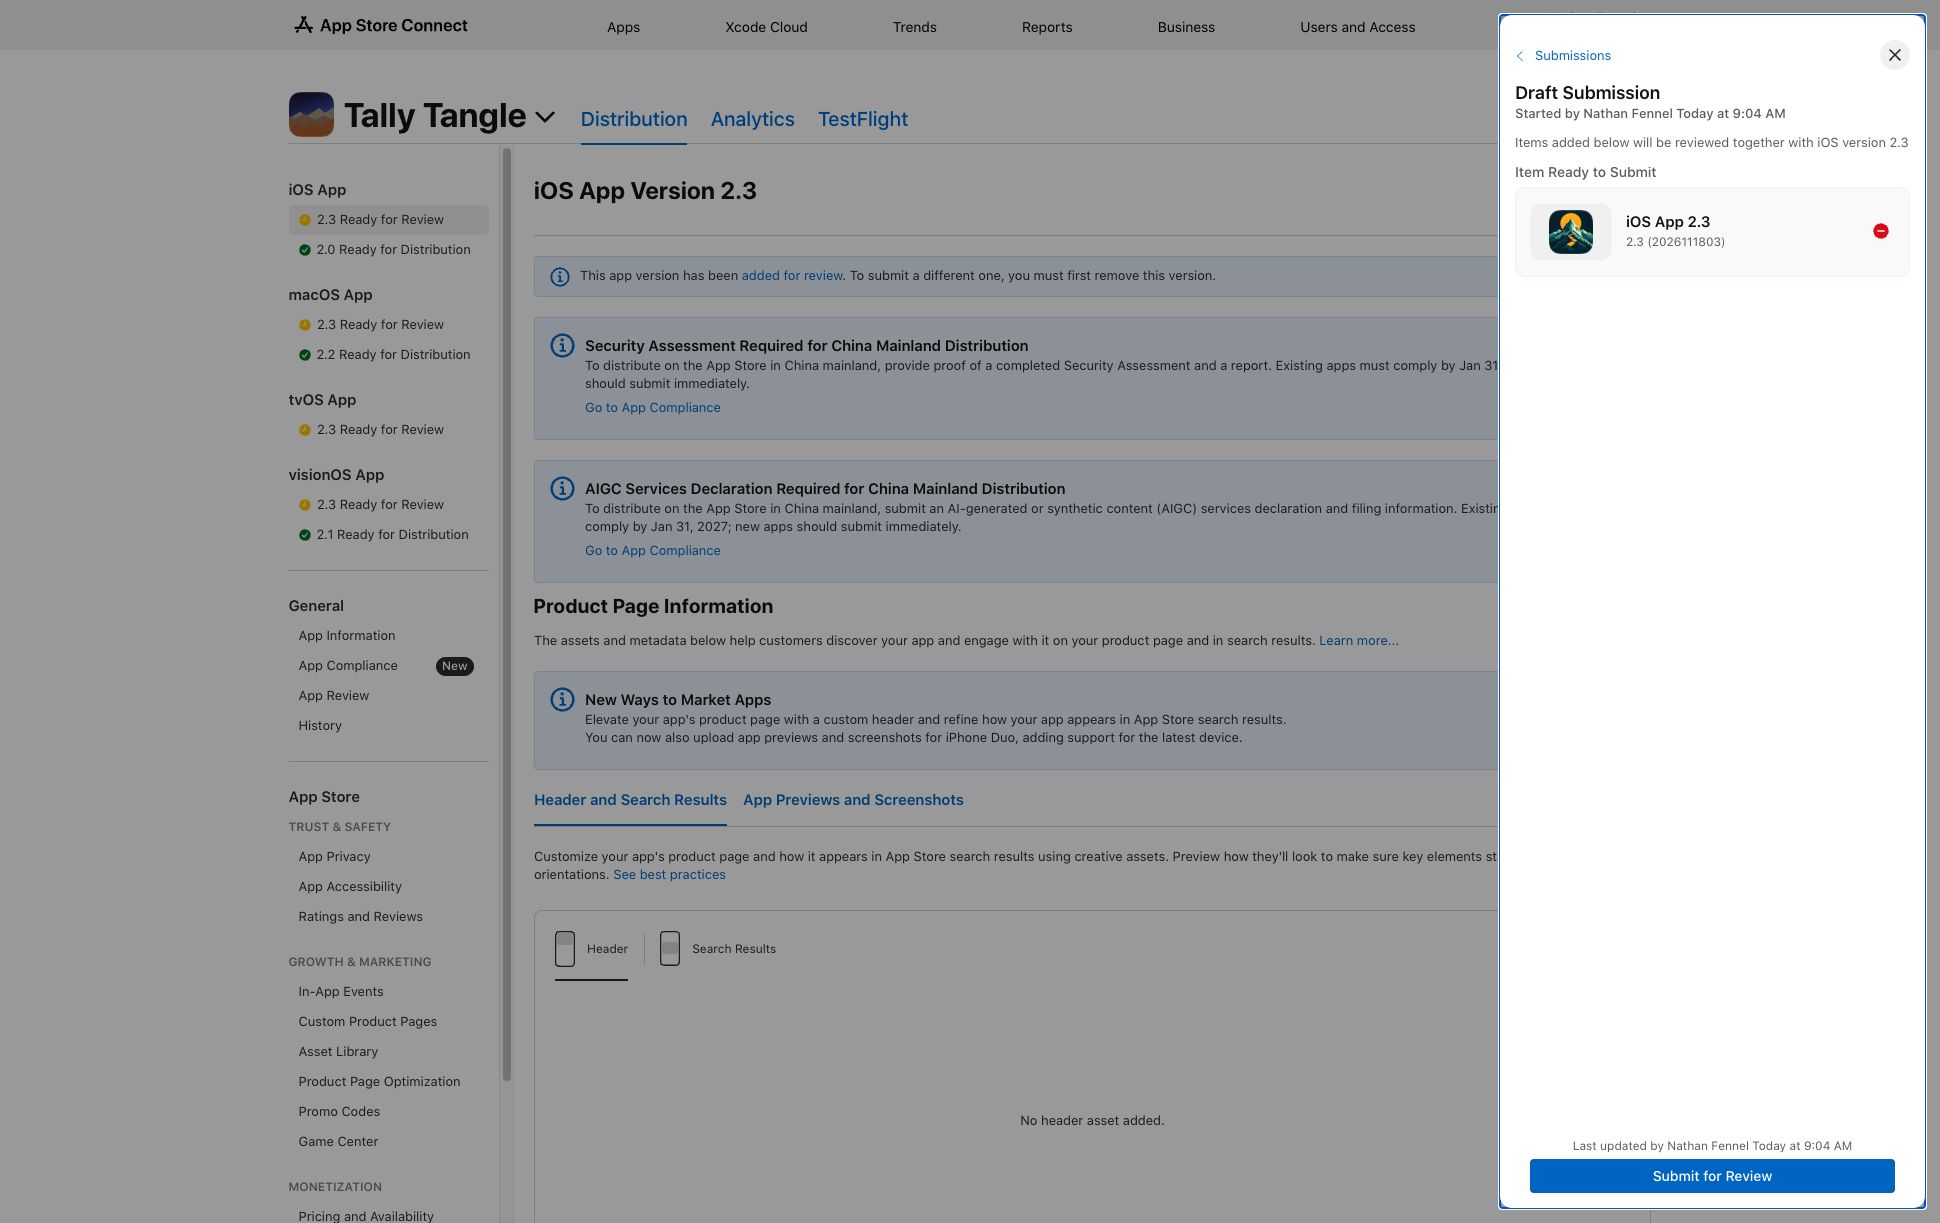 App Store Connect
Apps
Xcode Cloud
Trends
Reports
Business
Users and Access
Tally Tangle
Distribution
Analytics
TestFlight
iOS App
2.3 Ready for Review
2.0 Ready for Distribution
macOS App
2.3 Ready for Review
2.2 Ready for Distribution
tvOS App
2.3 Ready for Review
visionOS App
2.3 Ready for Review
2.1 Ready for Distribution
General
App Information
App Compliance
New
App Review
History
App Store
TRUST & SAFETY
App Privacy
App Accessibility
Ratings and Reviews
GROWTH & MARKETING
In-App Events
Custom Product Pages
Asset Library
Product Page Optimization
Promo Codes
Game Center
MONETIZATION
Pricing and Availability
iOS App Version 2.3
This app version has been added for review. To submit a different one, you must first remove this version.
Security Assessment Required for China Mainland Distribution
To distribute on the App Store in China mainland, provide proof of a completed Security Assessment and a report. Existing apps must comply by Jan 31
should submit immediately.
Go to App Compliance
AIGC Services Declaration Required for China Mainland Distribution
To distribute on the App Store in China mainland, submit an AI-generated or synthetic content (AIGC) services declaration and filing information.
comply by Jan 31, 2027; new apps should submit immediately.
Go to App Compliance
Product Page Information
The assets and metadata below help customers discover your app and engage with it on your product page and in search results. Learn more...
New Ways to Market Apps
Elevate your app's product page with a custom header and refine how your app appears in App Store search results.
You can now also upload app previews and screenshots for iPhone Duo, adding support for the latest device.
Header and Search Results
App Previews and Screenshots
Customize your app's product page and how it appears in App Store search results using creative assets. Preview how they'll look to make sure key elements
orientations. See best practices
Header
Search Results
No header asset added.
Submissions
Draft Submission
Started by Nathan Fennel Today at 9:04 AM
Items added below will be reviewed together with iOS version 2.3
Item Ready to Submit
iOS App 2.3
2.3 (2026111803)
Last updated by Nathan Fennel Today at 9:04 AM
Submit for Review